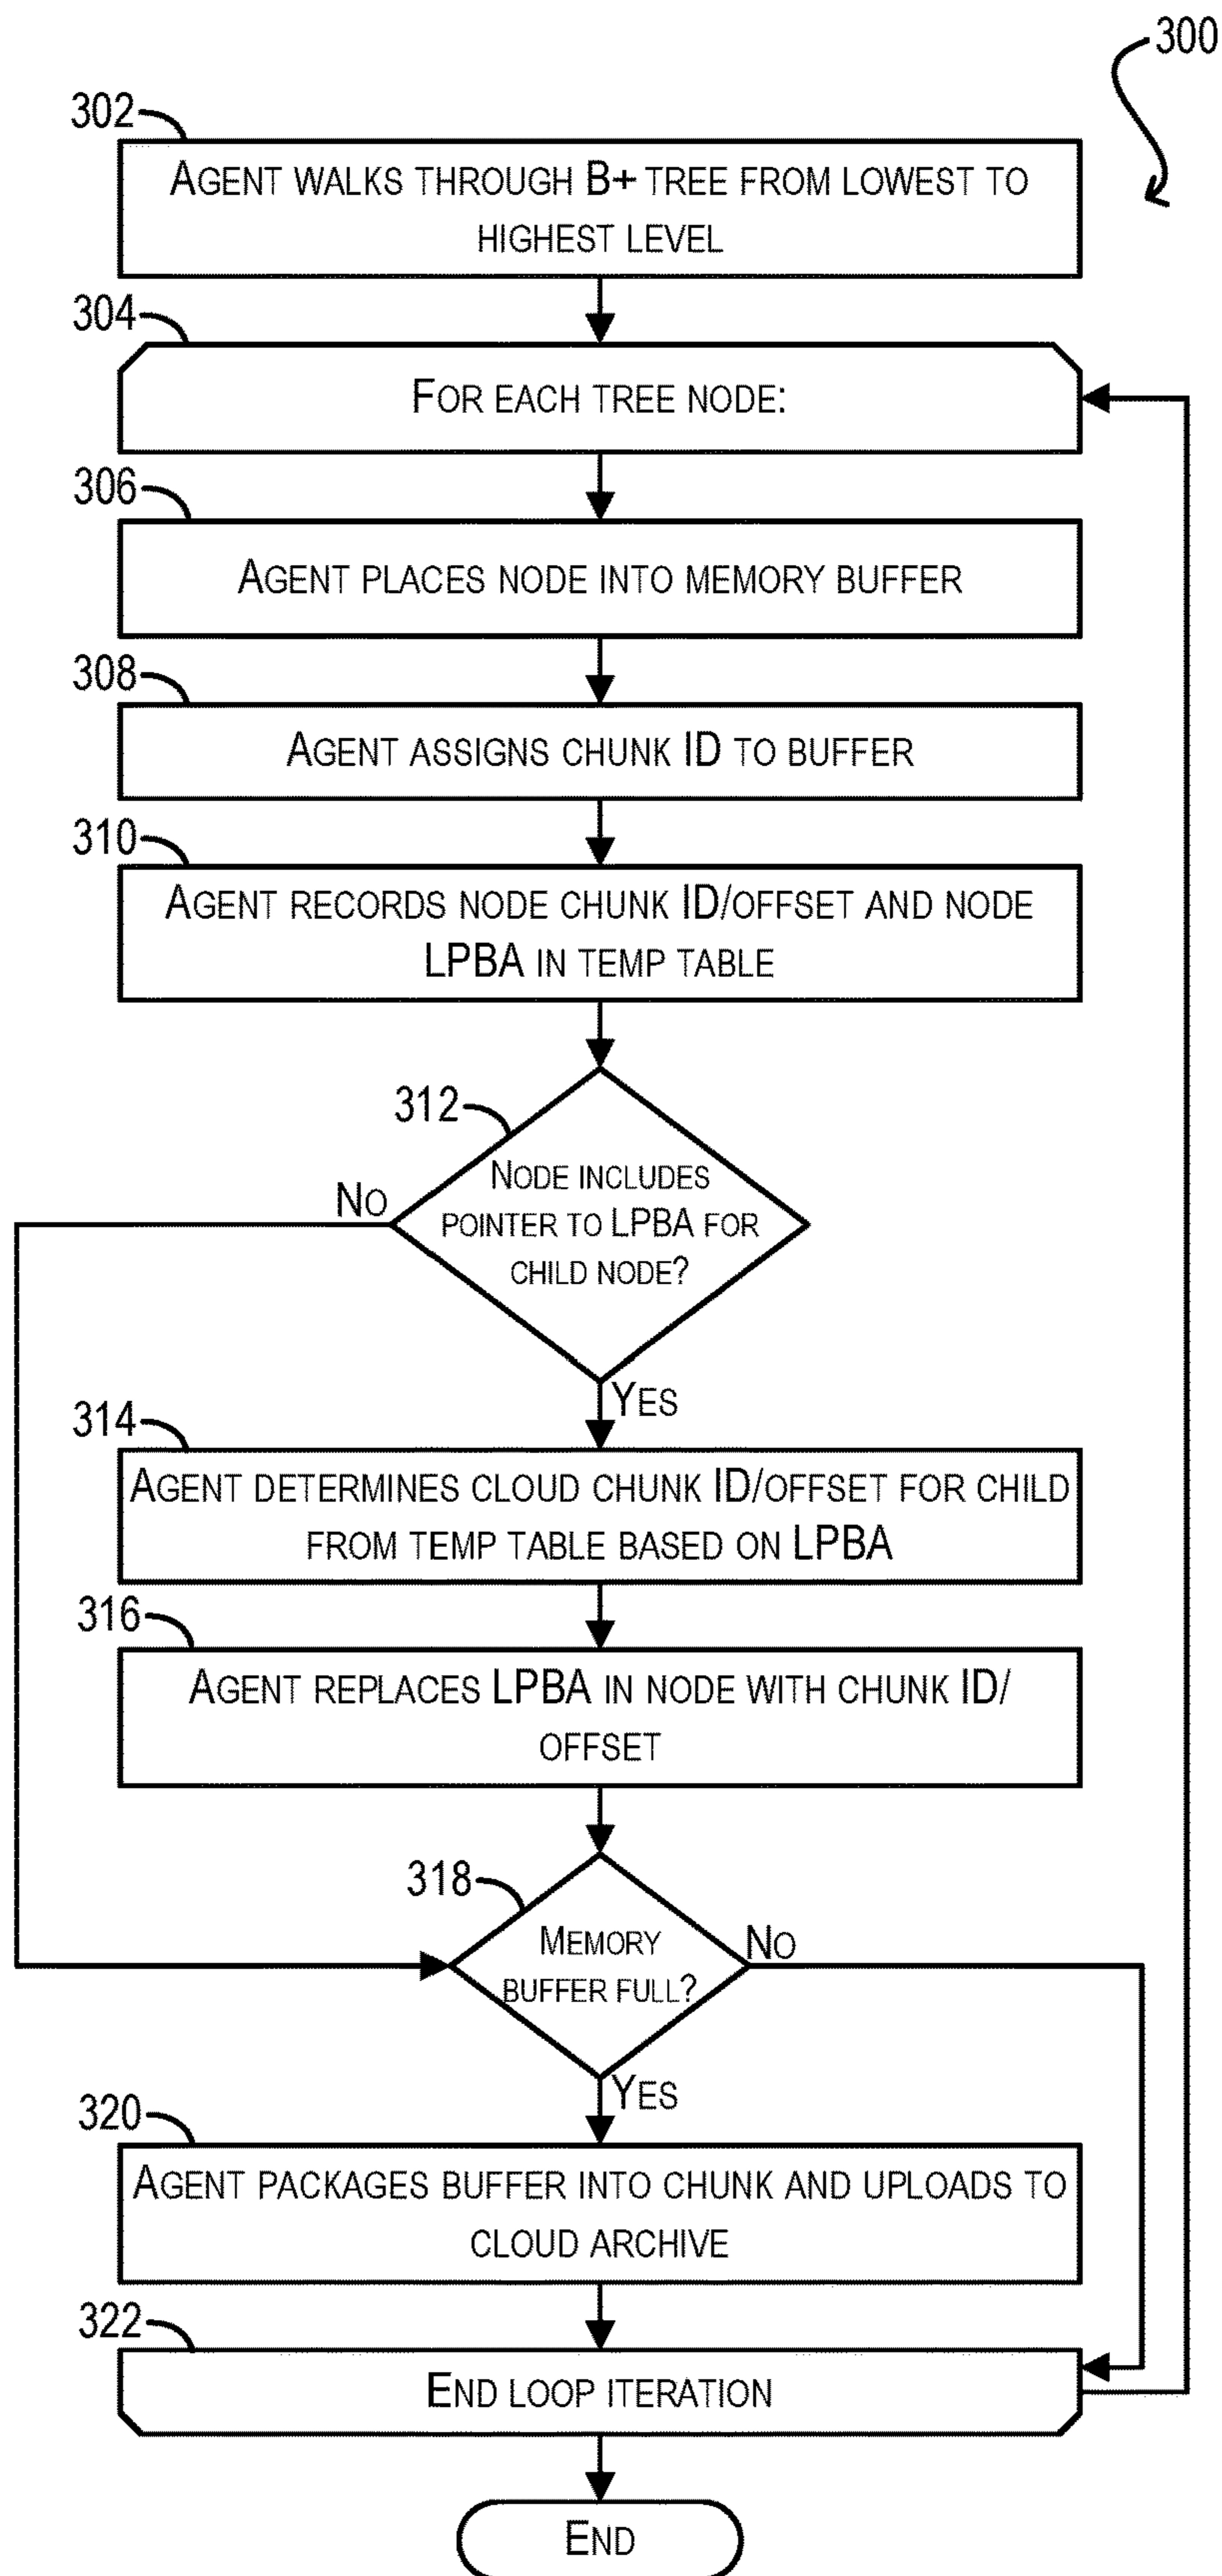 300
302
Agent walks through B+ tree from lowest to
highest level
304
For each tree node:
306
Agent places node into memory buffer
308
Agent assigns chunk ID to buffer
310
Agent records node chunk ID/offset and node
LPBA in temp table
312
Node includes
pointer to LPBA for
child node?
No
Yes
314
Agent determines cloud chunk ID/offset for child
from temp table based on LPBA
316
Agent replaces LPBA in node with chunk ID/
offset
318
Memory
buffer full?
No
Yes
320
Agent packages buffer into chunk and uploads to
cloud archive
322
End loop iteration
End